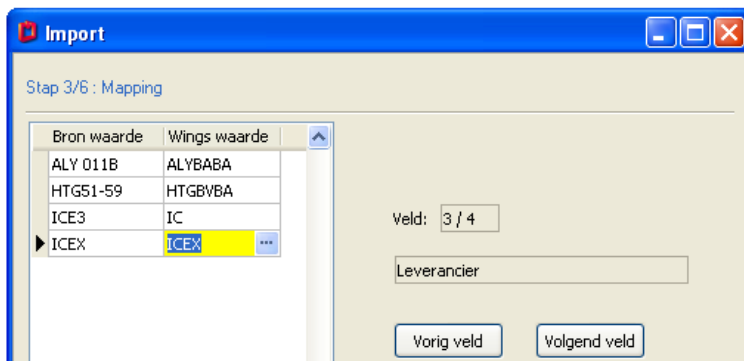 Import
Stap 3/6 : Mapping
Bron waarde Wings waarde
ALY 011B ALYBABA
HTG51-59 HTGBVBA
ICE3 IC
ICEX ICEX ...
Veld: 3 / 4
Leverancier
Vorig veld Volgend veld